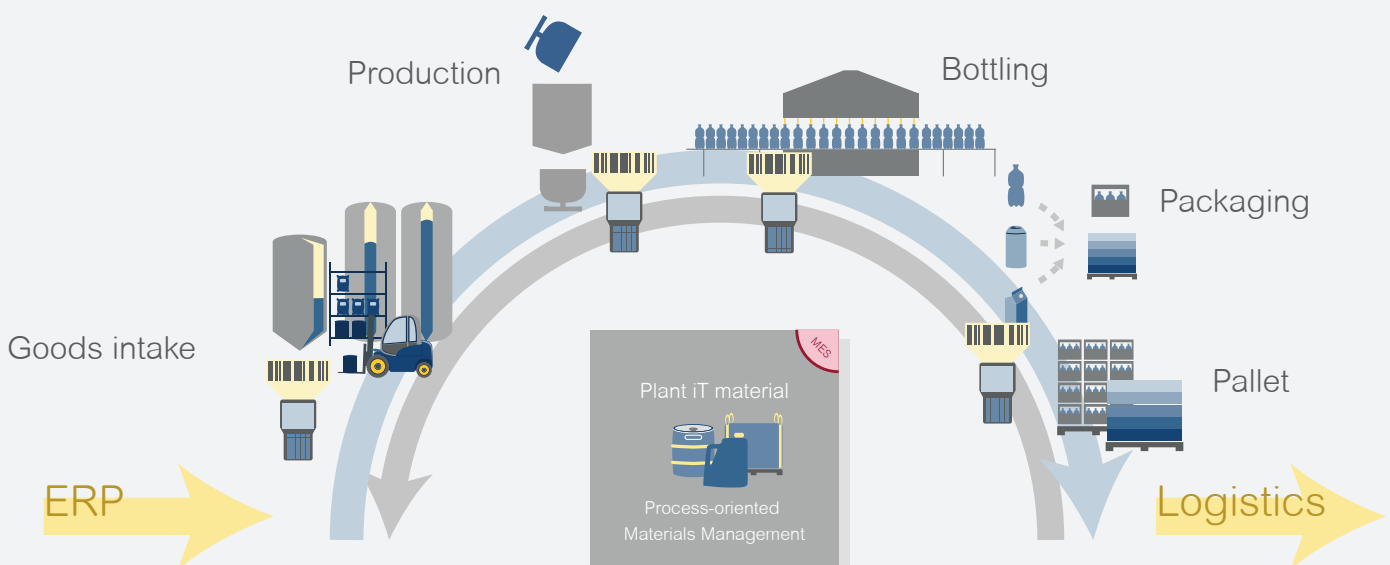 Production
Bottling
Packaging
Goods intake
Pallet
MES
Plant iT material
Process-oriented
Materials Management
ERP
Logistics